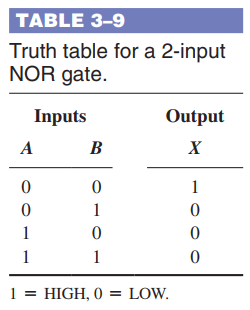 TABLE 3–9
Truth table for a 2-input
NOR gate.
Inputs Output
A B X
0 0 1
0 1 0
1 0 0
1 1 0
1 = HIGH, 0 = LOW.